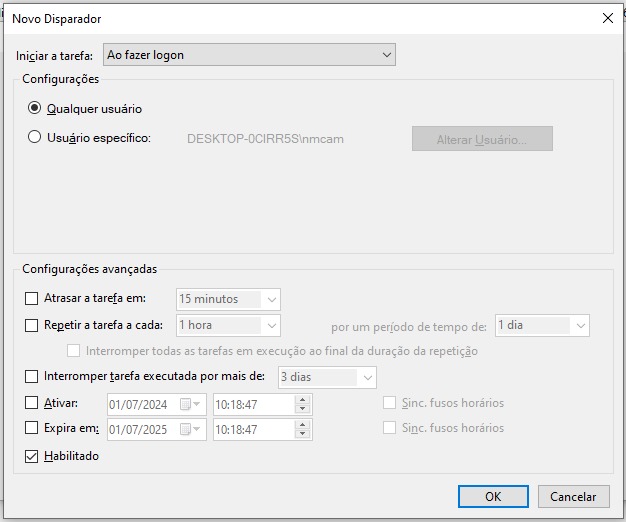 Novo Disparador
Iniciar a tarefa: Ao fazer logon
Configurações
Qualquer usuário
Usuário específico: DESKTOP-0CIRR5S\nmcam Alterar Usuário...
Configurações avançadas
Atrasar a tarefa em: 15 minutos
Repetir a tarefa a cada: 1 hora por um período de tempo de: 1 dia
Interromper todas as tarefas em execução ao final da duração da repetição
Interromper tarefa executada por mais de: 3 dias
Ativar: 01/07/2024 10:18:47 Sinc. fusos horários
Expira em: 01/07/2025 10:18:47 Sinc. fusos horários
Habilitado
OK Cancelar